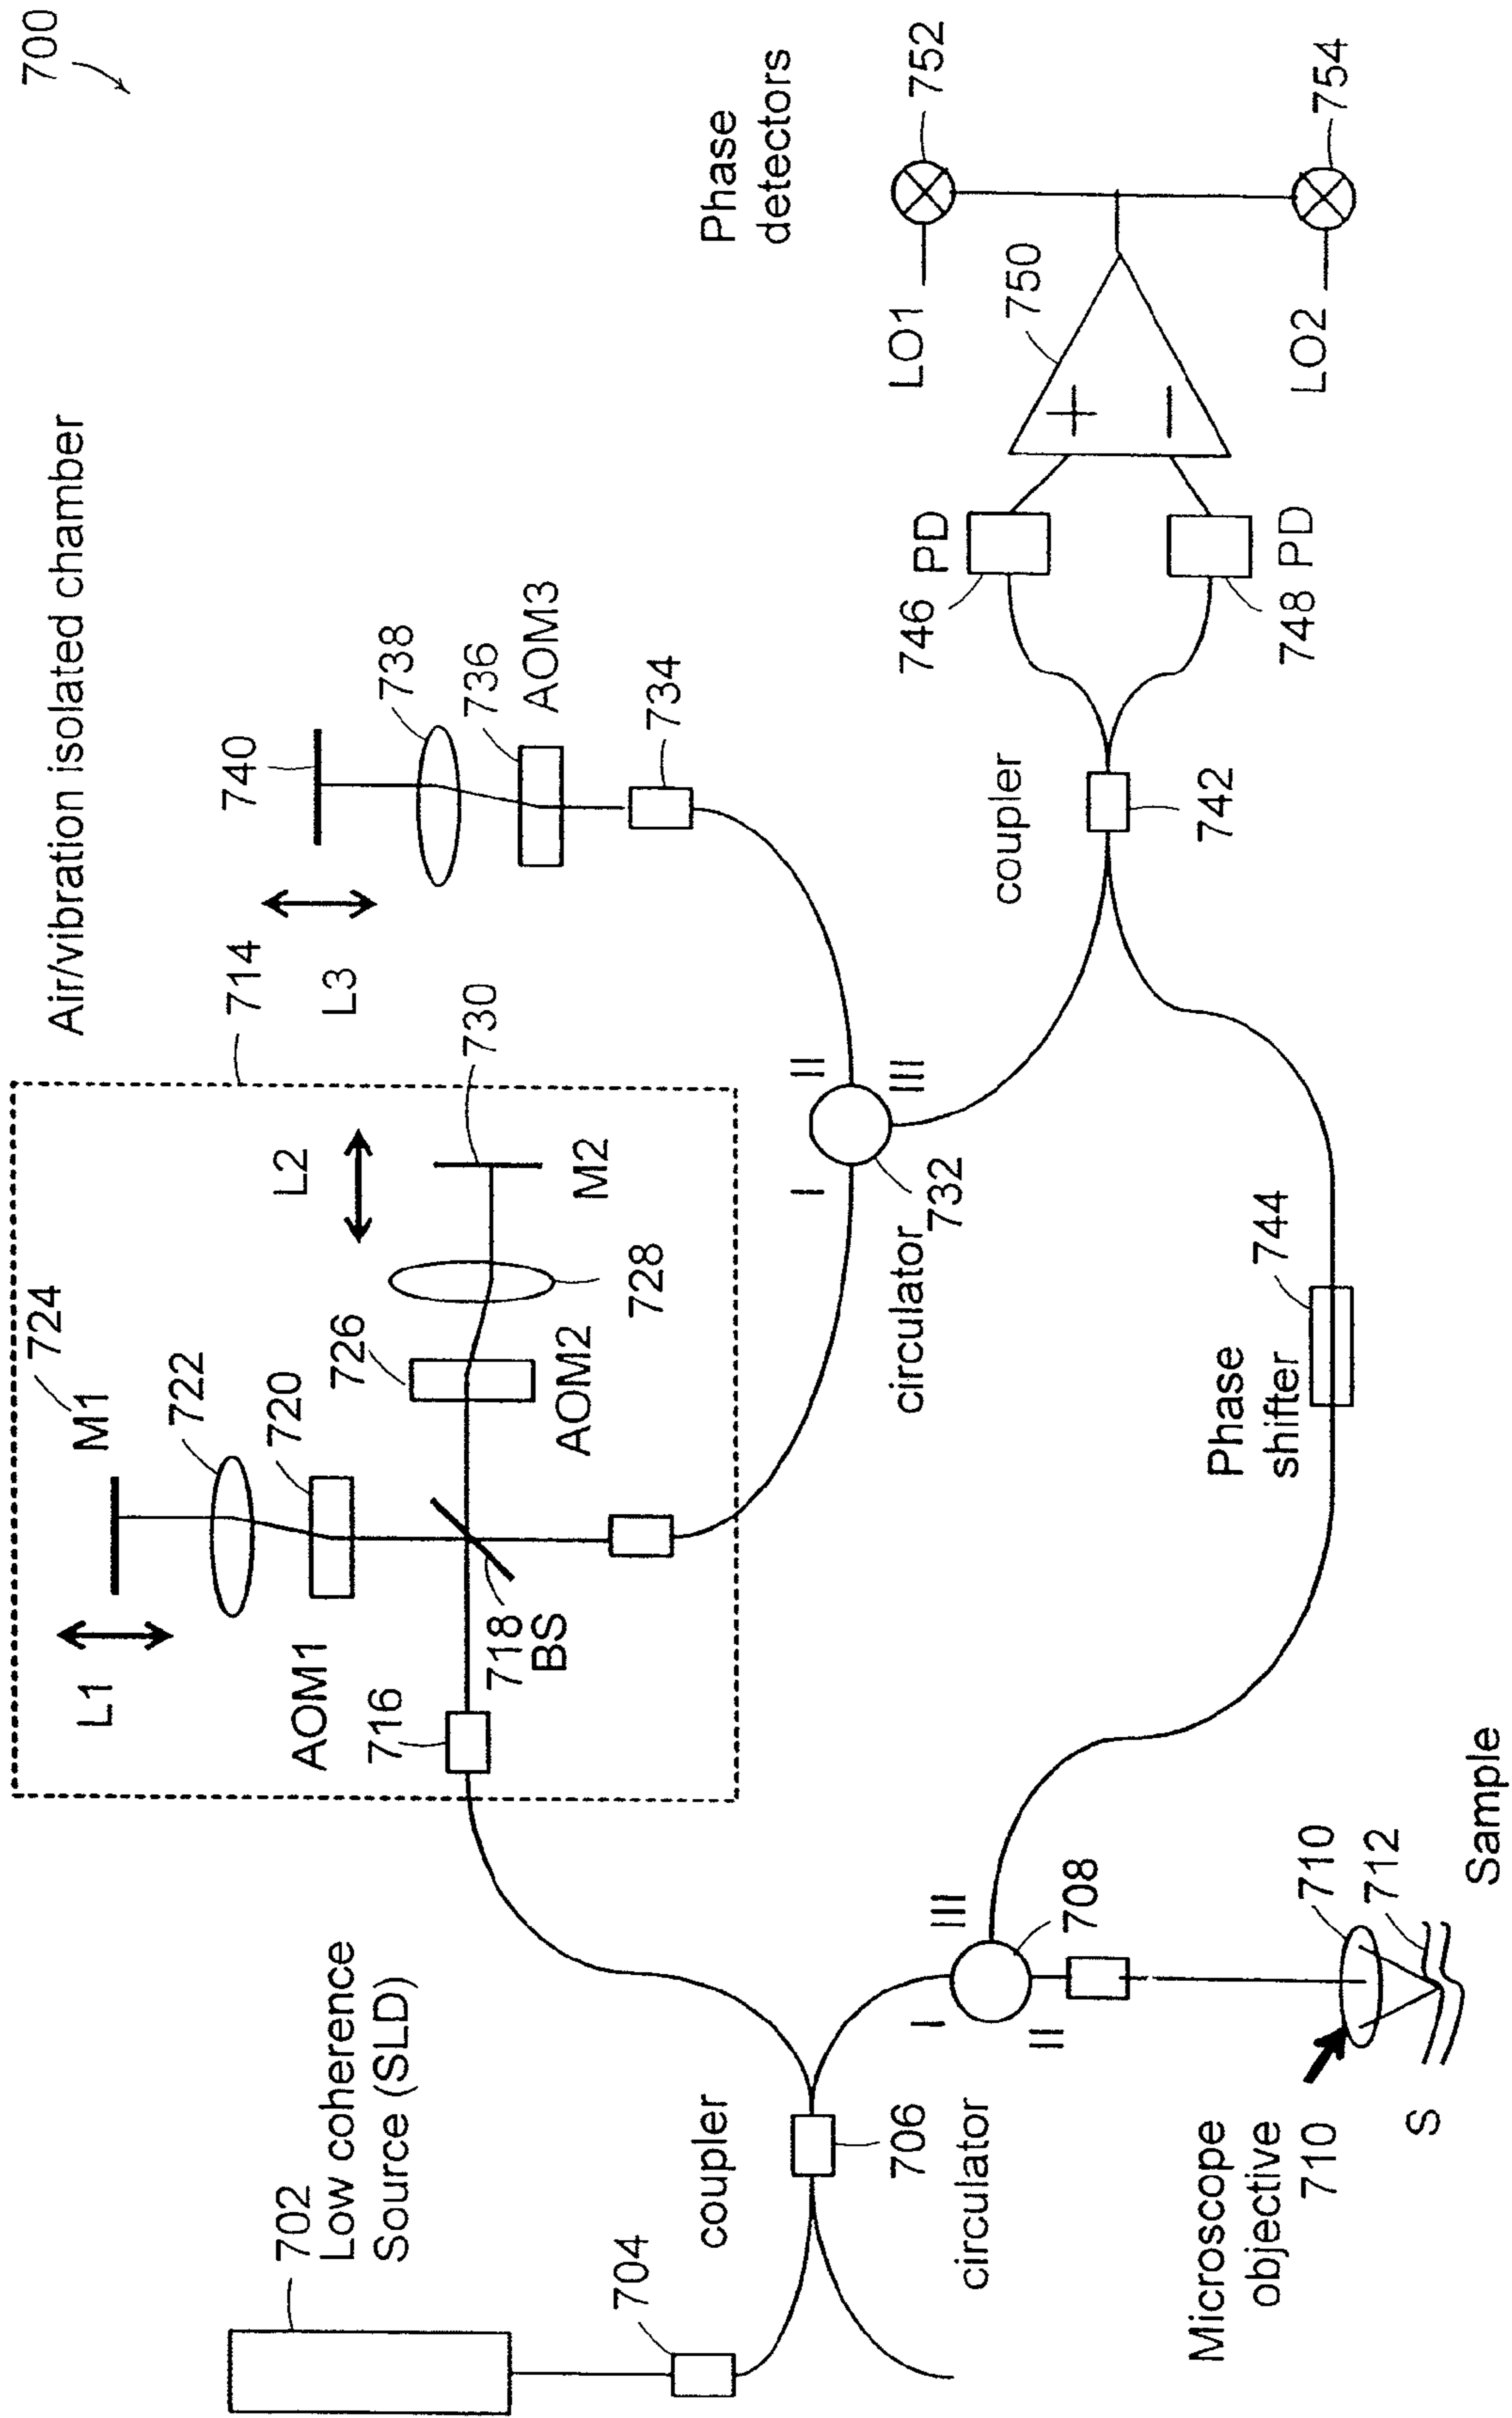 700
Air/vibration isolated chamber
714
724
M1
L1
722
720
AOM1
716
718
BS
726
AOM2
728
L2
M2
730
L3
740
738
736
AOM3
734
702
Low coherence
Source (SLD)
704
coupler
706
circulator
I
II
III
708
Microscope
objective
710
710
712
S
Sample
I
II
III
circulator
732
Phase
shifter
744
coupler
742
746
PD
748
PD
+
−
750
Phase
detectors
LO1
752
LO2
754